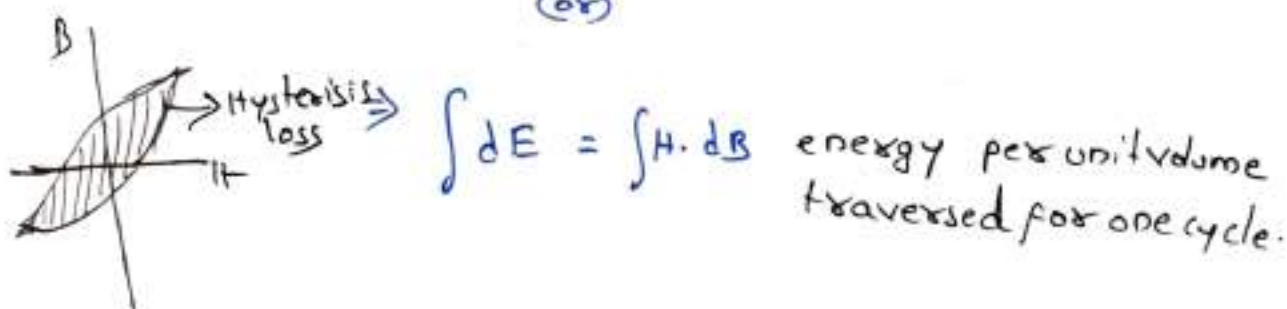 (or)
B
Hysterisis
loss
H
∫dE = ∫H.dB energy per unit volume
traversed for one cycle.